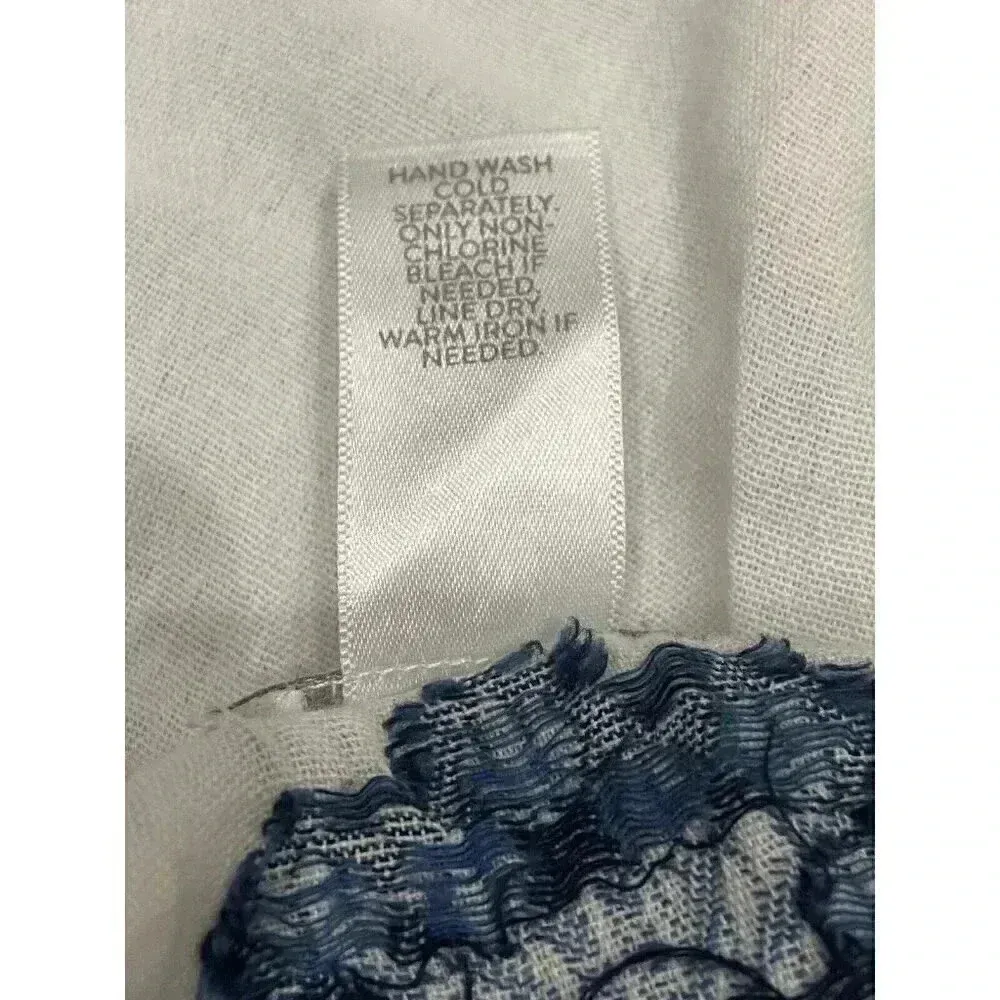 HAND WASH
COLD
SEPARATELY.
ONLY NON-
CHLORINE
BLEACH IF
NEEDED.
LINE DRY.
WARM IRON IF
NEEDED.